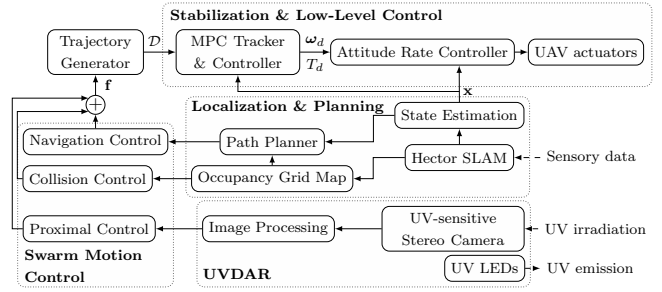 Stabilization & Low-Level Control
Trajectory
Generator
𝒟
MPC Tracker
& Controller
ω_d
T_d
Attitude Rate Controller
UAV actuators
f
x
+
Localization & Planning
State Estimation
Navigation Control
Path Planner
Hector SLAM
Sensory data
Collision Control
Occupancy Grid Map
Proximal Control
Image Processing
UV-sensitive
Stereo Camera
UV irradiation
Swarm Motion
Control
UVDAR
UV LEDs
UV emission